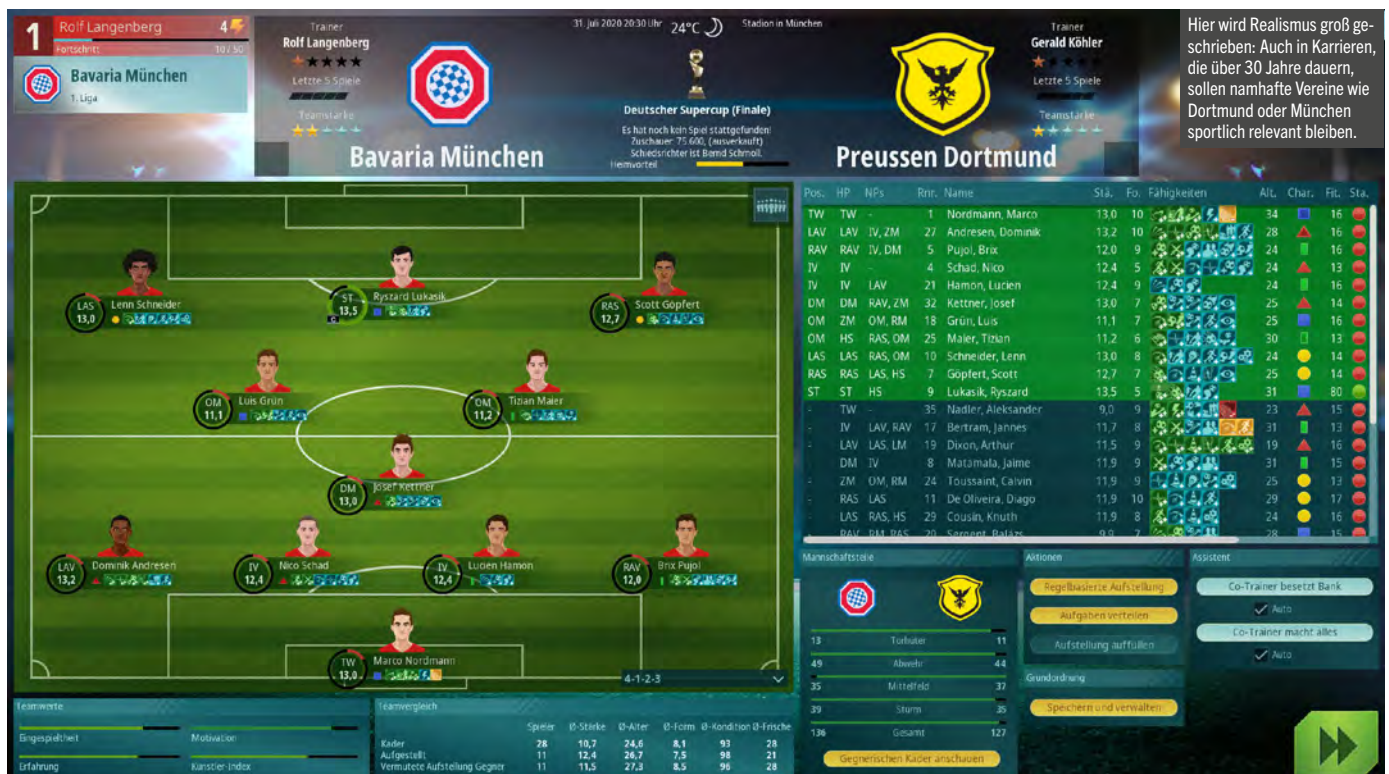 1 Rolf Langenberg 4
Fortschritt 10/50
Bavaria München
1. Liga
Trainer
Rolf Langenberg
Letzte 5 Spiele
Teamstärke
Bavaria München
31. Juli 2020 20:30 Uhr 24°C Stadion in München
Deutscher Supercup (Finale)
Es hat noch kein Spiel stattgefunden!
Zuschauer: 75.600, (ausverkauft)
Schiedsrichter ist Bernd Schmoll.
Heimvorteil
Trainer
Gerald Köhler
Letzte 5 Spiele
Teamstärke
Preussen Dortmund
Hier wird Realismus groß ge-
schrieben: Auch in Karrieren,
die über 30 Jahre dauern,
sollen namhafte Vereine wie
Dortmund oder München
sportlich relevant bleiben.
LAS 13,0 Lenn Schneider
ST 13,5 Ryszard Lukasik
C
RAS 12,7 Scott Göpfert
OM 11,1 Luis Grün
OM 11,2 Tizian Maier
DM 13,0 Josef Kettner
LAV 13,2 Dominik Andresen
IV 12,4 Nico Schad
IV 12,4 Lucien Hamon
RAV 12,0 Brix Pujol
TW 13,0 Marco Nordmann
4-1-2-3
Pos. HP NPs Rnr. Name Stä. Fo. Fähigkeiten Alt. Char. Fit. Sta.
TW TW - 1 Nordmann, Marco 13,0 10 34 16
LAV LAV IV, ZM 27 Andresen, Dominik 13,2 10 28 16
RAV RAV IV, DM 5 Pujol, Brix 12,0 9 24 16
IV IV - 4 Schad, Nico 12,4 5 24 13
IV IV LAV 21 Hamon, Lucien 12,4 9 24 16
DM DM RAV, ZM 32 Kettner, Josef 13,0 7 25 14
OM ZM OM, RM 18 Grün, Luis 11,1 7 25 16
OM HS RAS, OM 25 Maier, Tizian 11,2 6 30 13
LAS LAS RAS, OM 10 Schneider, Lenn 13,0 8 24 14
RAS RAS LAS, HS 7 Göpfert, Scott 12,7 7 25 14
ST ST HS 9 Lukasik, Ryszard 13,5 5 31 80
- TW - 35 Nadler, Aleksander 9,0 9 23 15
- IV LAV, RAV 17 Bertram, Jannes 11,7 8 31 13
- LAV LAS, LM 19 Dixon, Arthur 11,5 9 19 16
- DM IV 8 Matamala, Jaime 11,9 9 31 15
- ZM OM, RM 24 Toussaint, Calvin 11,9 9 25 13
- RAS LAS 11 De Oliveira, Diago 11,9 10 29 17
- LAS RAS, HS 29 Cousin, Knuth 11,9 8 24 16
- RAV RM, RAS 20 Sergent, Balázs 9,9 7 28 15
Mannschaftsteile
13 Torhüter 11
49 Abwehr 44
35 Mittelfeld 37
39 Sturm 35
136 Gesamt 127
Gegnerischen Kader anschauen
Aktionen
Regelbasierte Aufstellung
Aufgaben verteilen
Aufstellung auffüllen
Grundordnung
Speichern und verwalten
Assistent
Co-Trainer besetzt Bank
Auto
Co-Trainer macht alles
Auto
Teamwerte
Eingespieltheit Motivation
Erfahrung Künstler-Index
Teamvergleich
Spieler Ø-Stärke Ø-Alter Ø-Form Ø-Kondition Ø-Frische
Kader 28 10,7 24,6 8,1 93 28
Aufgestellt 11 12,4 26,7 7,5 98 21
Vermutete Aufstellung Gegner 11 11,5 27,3 8,5 96 28